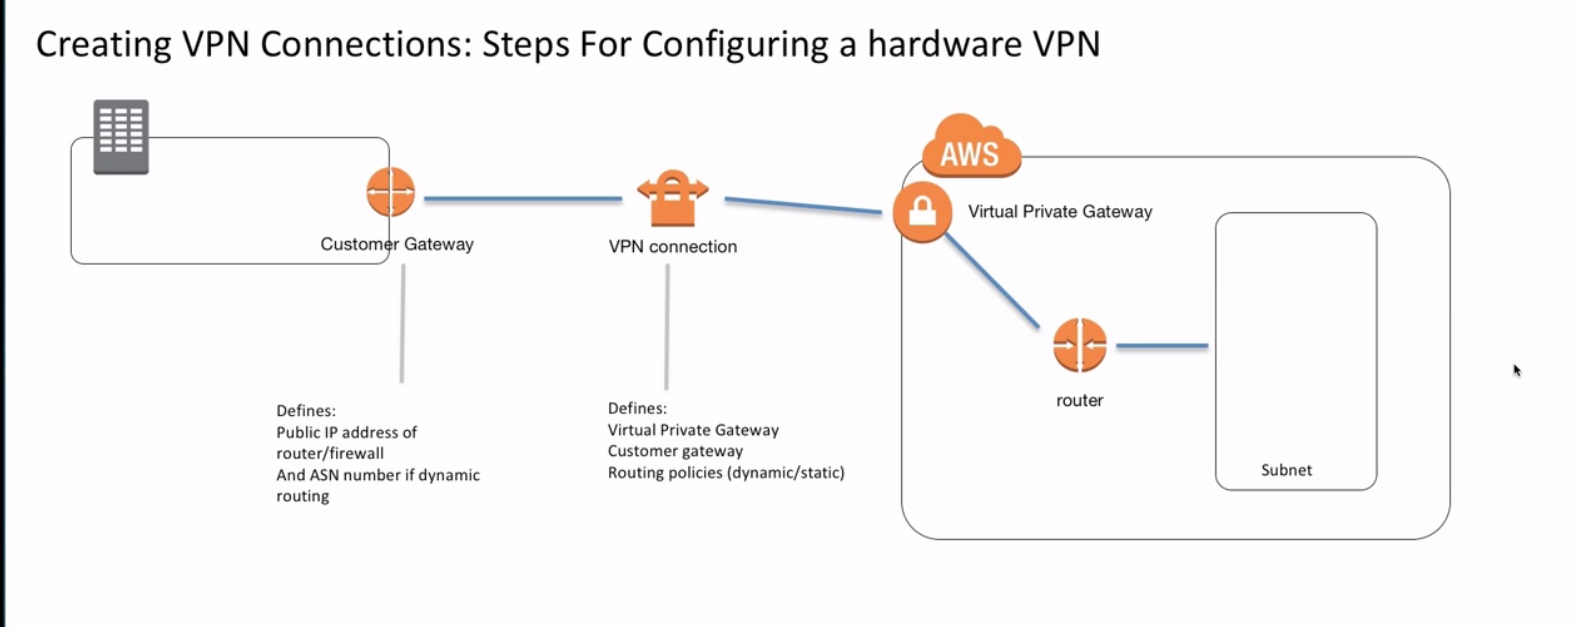 Creating VPN Connections: Steps For Configuring a hardware VPN
AWS
Virtual Private Gateway
Customer Gateway
VPN connection
router
Defines:
Public IP address of
router/firewall
And ASN number if dynamic
routing
Defines:
Virtual Private Gateway
Customer gateway
Routing policies (dynamic/static)
Subnet